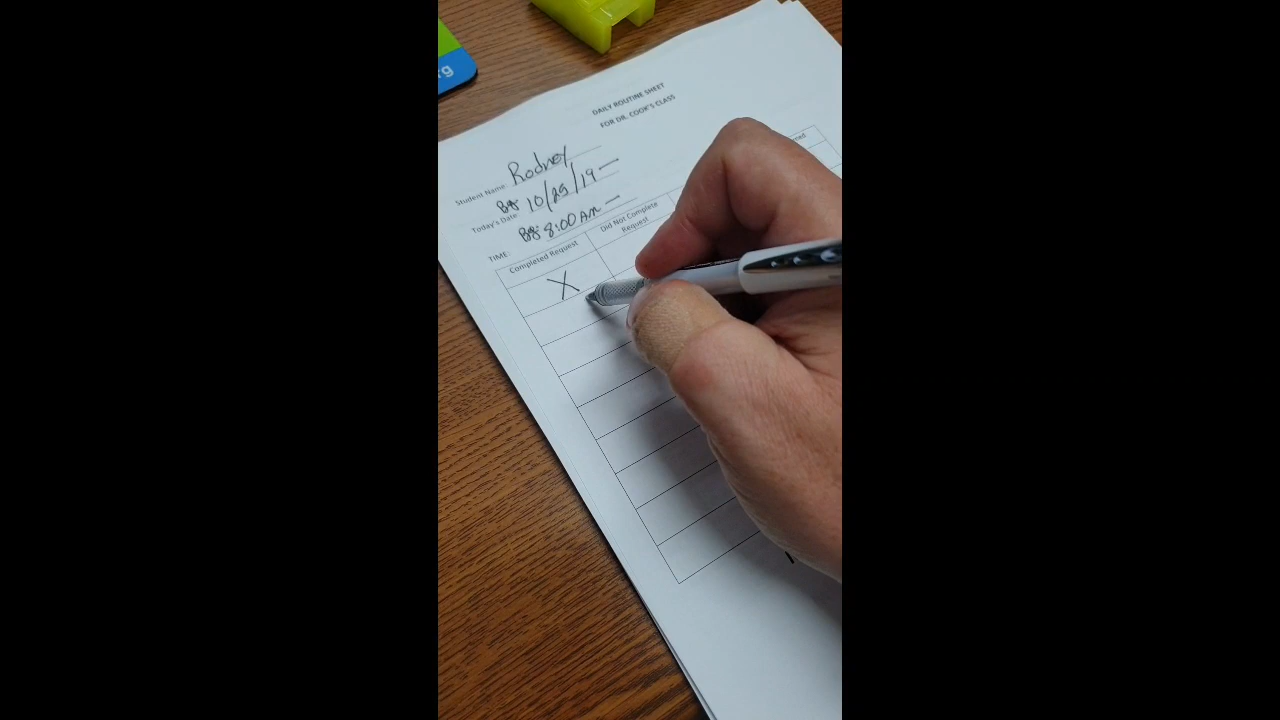 DAILY ROUTINE SHEET
FOR DR. COOK'S CLASS
Student Name: Rodney
Today's Date: 10/29/19
TIME: 8:00 AM
Completed Request Did Not Complete Request
X